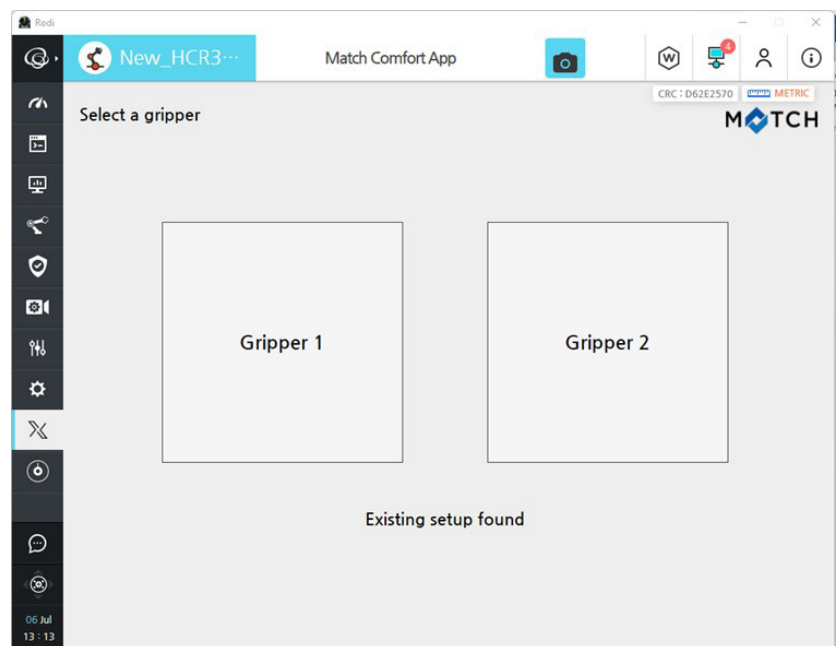 Rodi
New_HCR3···
Match Comfort App
4
CRC : D62E2570
METRIC
Select a gripper
MATCH
Gripper 1
Gripper 2
Existing setup found
06 Jul
13 : 13